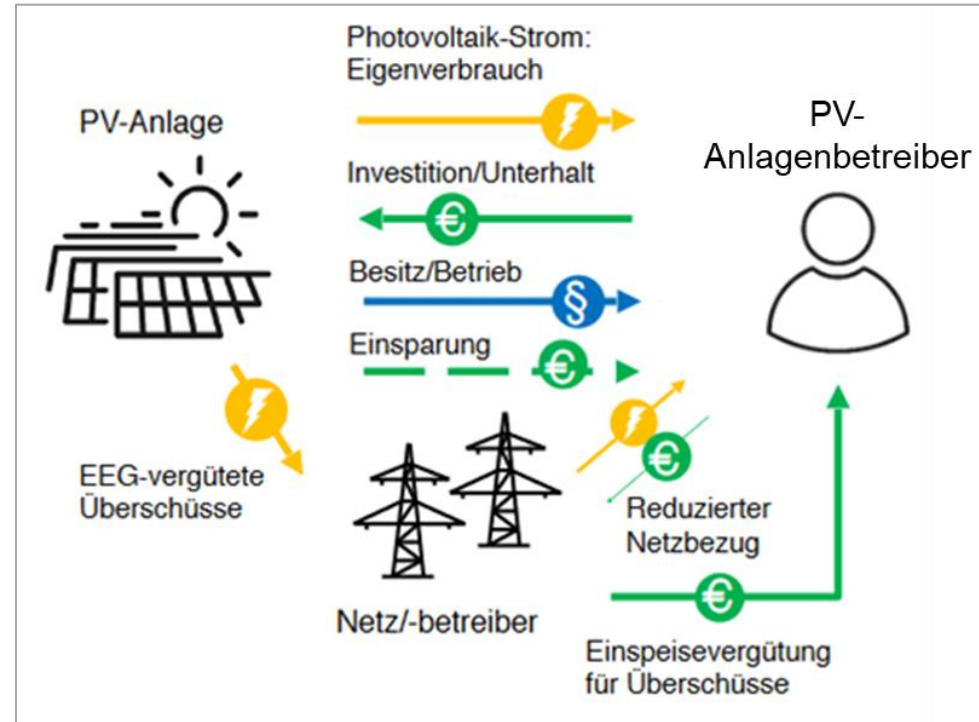 Photovoltaik-Strom:
Eigenverbrauch
PV-Anlage
PV-
Anlagenbetreiber
Investition/Unterhalt
€
Besitz/Betrieb
§
Einsparung
€
€
EEG-vergütete
Überschüsse
Reduzierter
Netzbezug
€
Netz/-betreiber
Einspeisevergütung
für Überschüsse